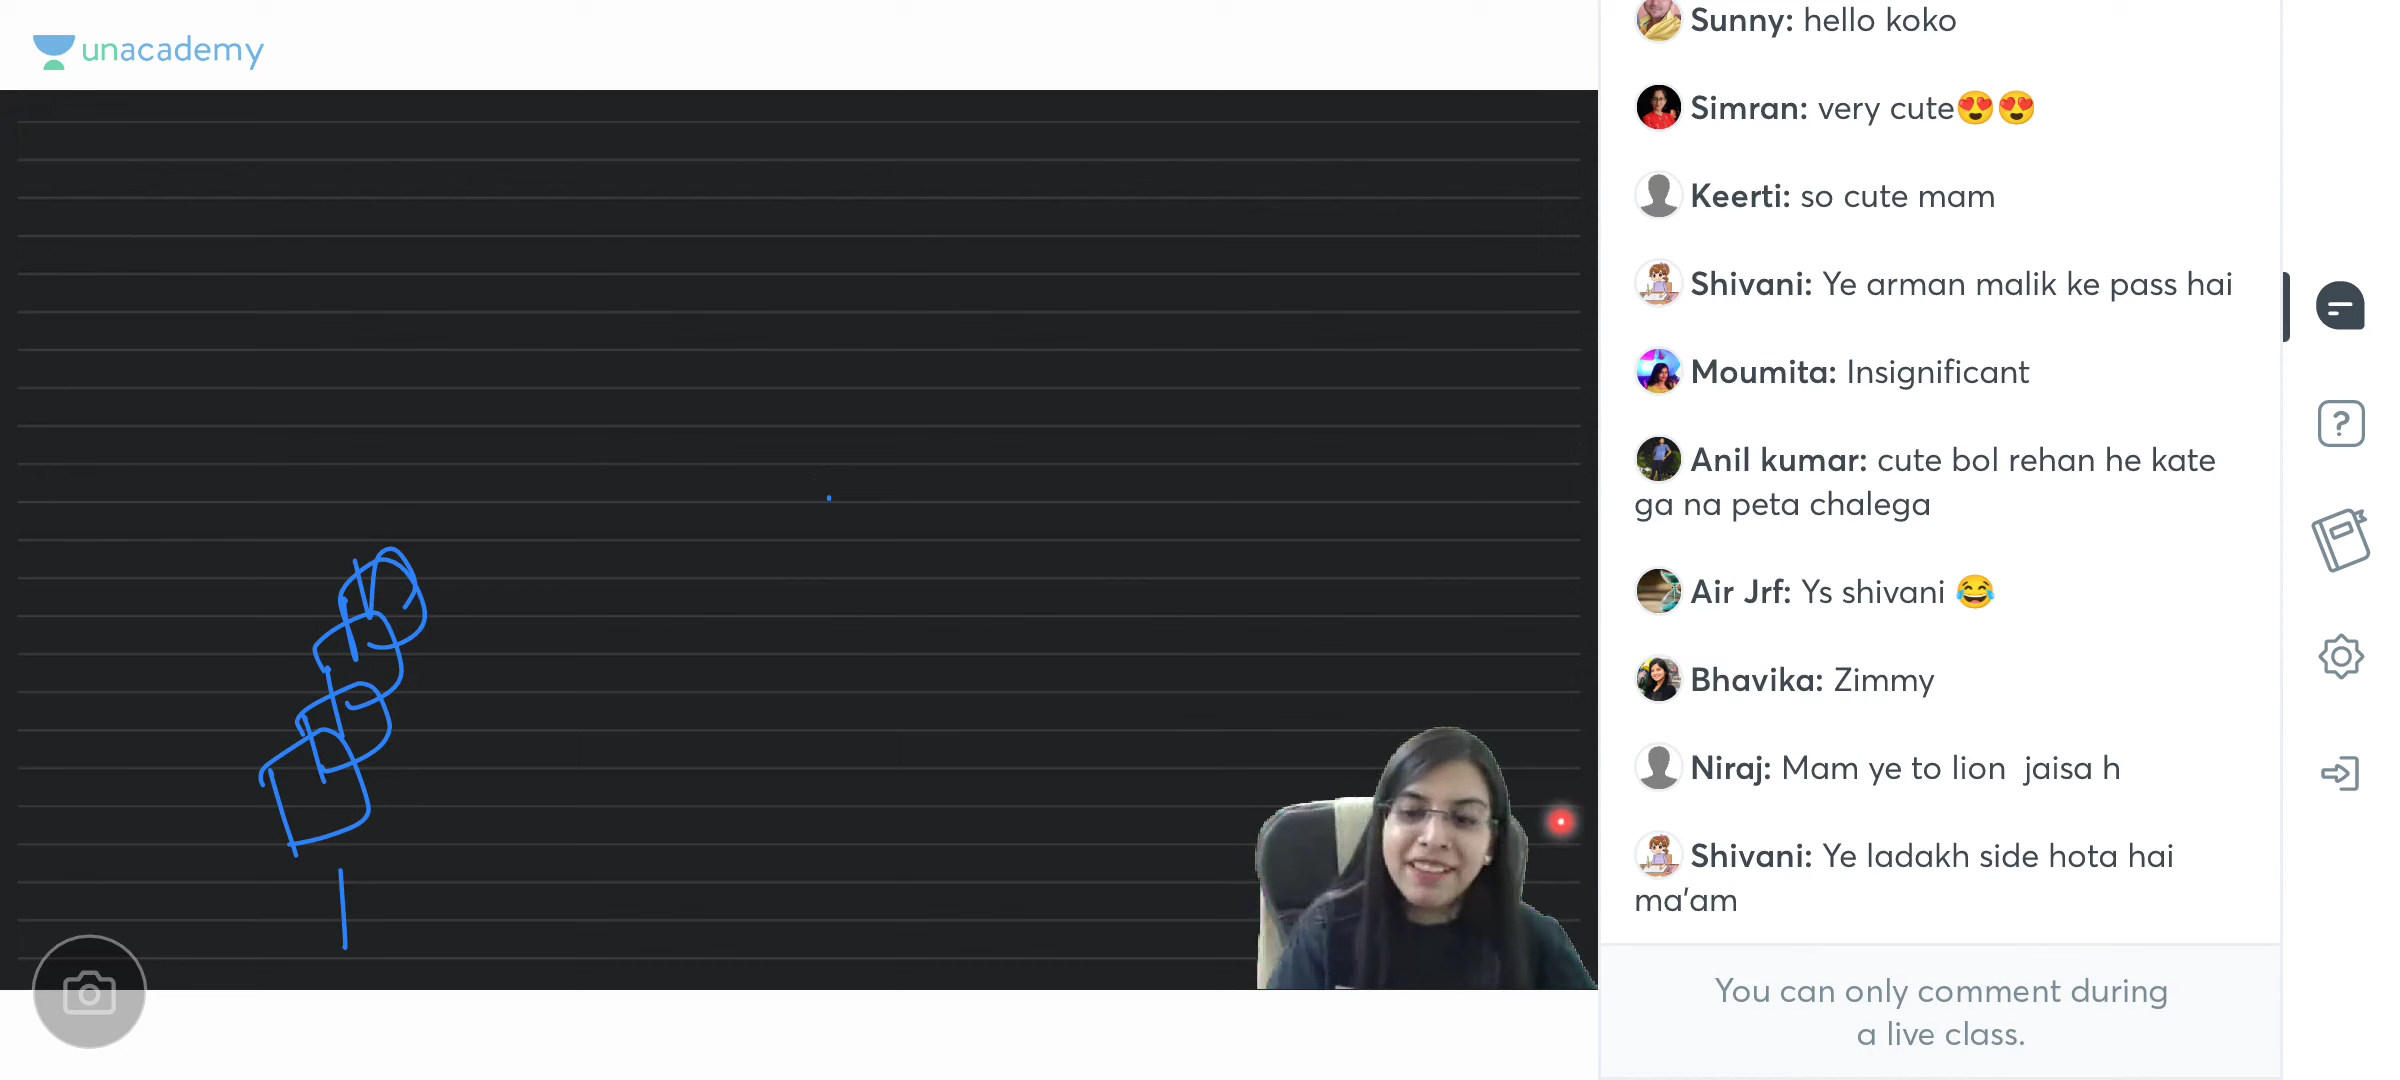 unacademy
Sunny: hello koko
Simran: very cute😍😍
Keerti: so cute mam
Shivani: Ye arman malik ke pass hai
Moumita: Insignificant
Anil kumar: cute bol rehan he kate
ga na peta chalega
Air Jrf: Ys shivani 😂
Bhavika: Zimmy
Niraj: Mam ye to lion jaisa h
Shivani: Ye ladakh side hota hai
ma'am
You can only comment during
a live class.